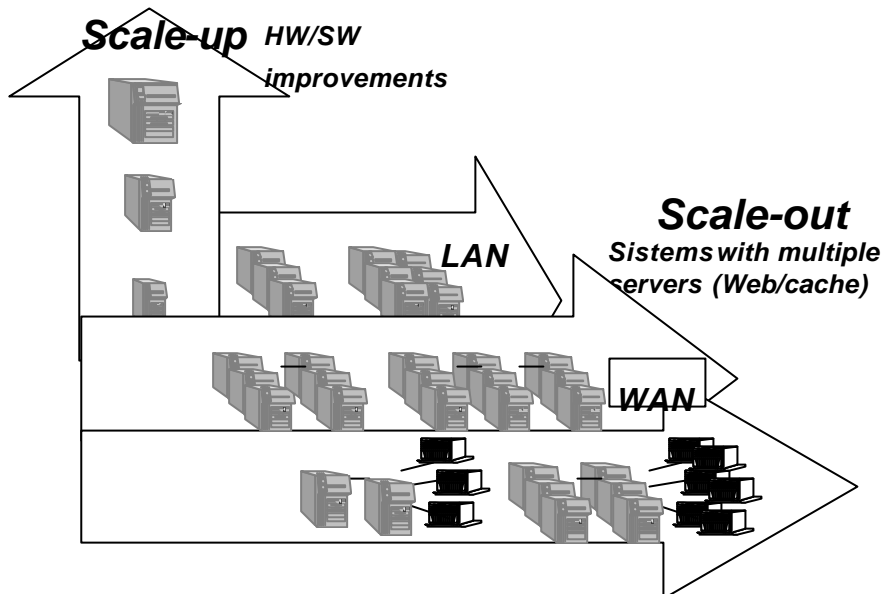 Scale-up HW/SW
improvements
Scale-out
LAN
Sistems with multiple
servers (Web/cache)
WAN